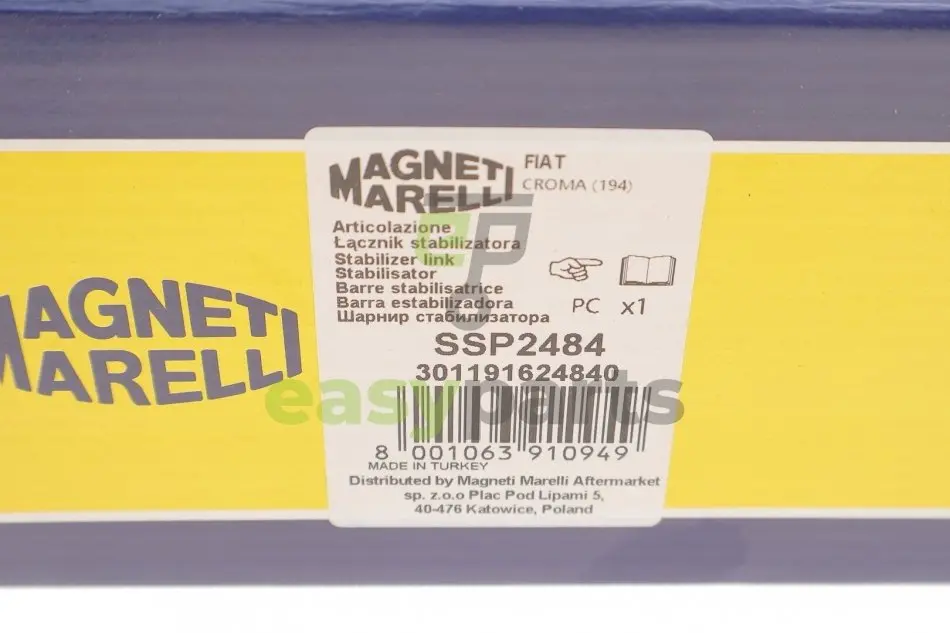 MAGNETI
MARELLI
MAGNETI
MARELLI
FIAT
CROMA (194)
Articolazione
Łącznik stabilizatora
Stabilizer link
Stabilisator
Barre stabilisatrice
Barra estabilizadora
Шарнир стабилизатора
PC x1
SSP2484
301191624840
easyparts
8 001063 910949
MADE IN TURKEY
Distributed by Magneti Marelli Aftermarket
sp. z.o.o Plac Pod Lipami 5,
40-476 Katowice, Poland